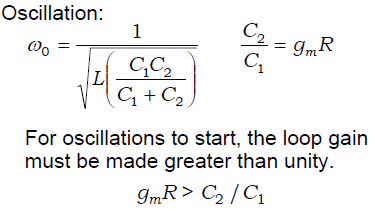 Oscillation:
ω₀ = 1 / √(L(C₁C₂ / (C₁ + C₂)))    C₂ / C₁ = gₘR
For oscillations to start, the loop gain
must be made greater than unity.
gₘR > C₂ / C₁